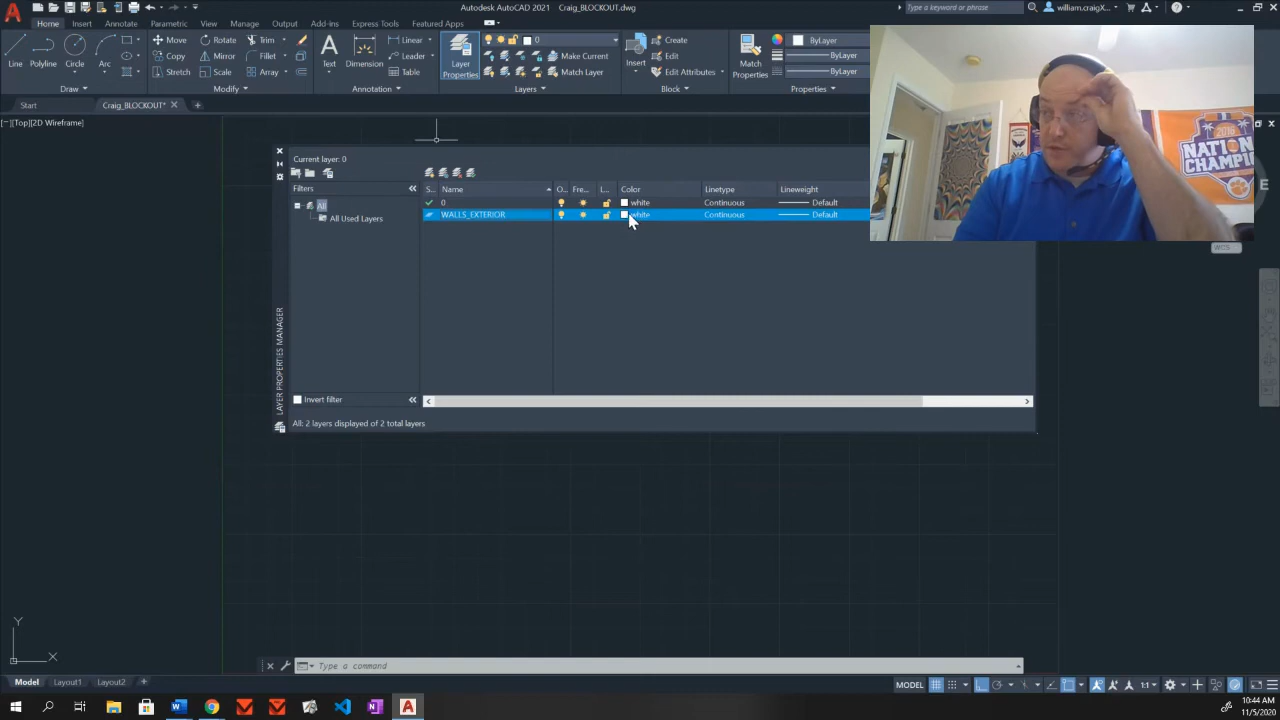 Autodesk AutoCAD 2021 Craig_BLOCKOUT.dwg
Type a keyword or phrase
william.craigX...
Home Insert Annotate Parametric View Manage Output Add-ins Express Tools Featured Apps
Line Polyline Circle Arc
Move Rotate Trim
Copy Mirror Fillet
Stretch Scale Array
Text Dimension
Linear
Leader
Table
Layer Properties
0
Make Current
Match Layer
Insert
Create
Edit
Edit Attributes
Match Properties
ByLayer
ByLayer
ByLayer
Draw Modify Annotation Layers Block Properties
Start Craig_BLOCKOUT*
[−][Top][2D Wireframe]
Current layer: 0
Filters
All
All Used Layers
S... Name O.. Fre... L... Color Linetype Lineweight
0 white Continuous Default
WALLS_EXTERIOR white Continuous Default
LAYER PROPERTIES MANAGER
Invert filter
All: 2 layers displayed of 2 total layers
2016
NATION
CHAMPIO
E
WCS
Y
X
Type a command
Model Layout1 Layout2
MODEL
1:1
10:44 AM
11/5/2020